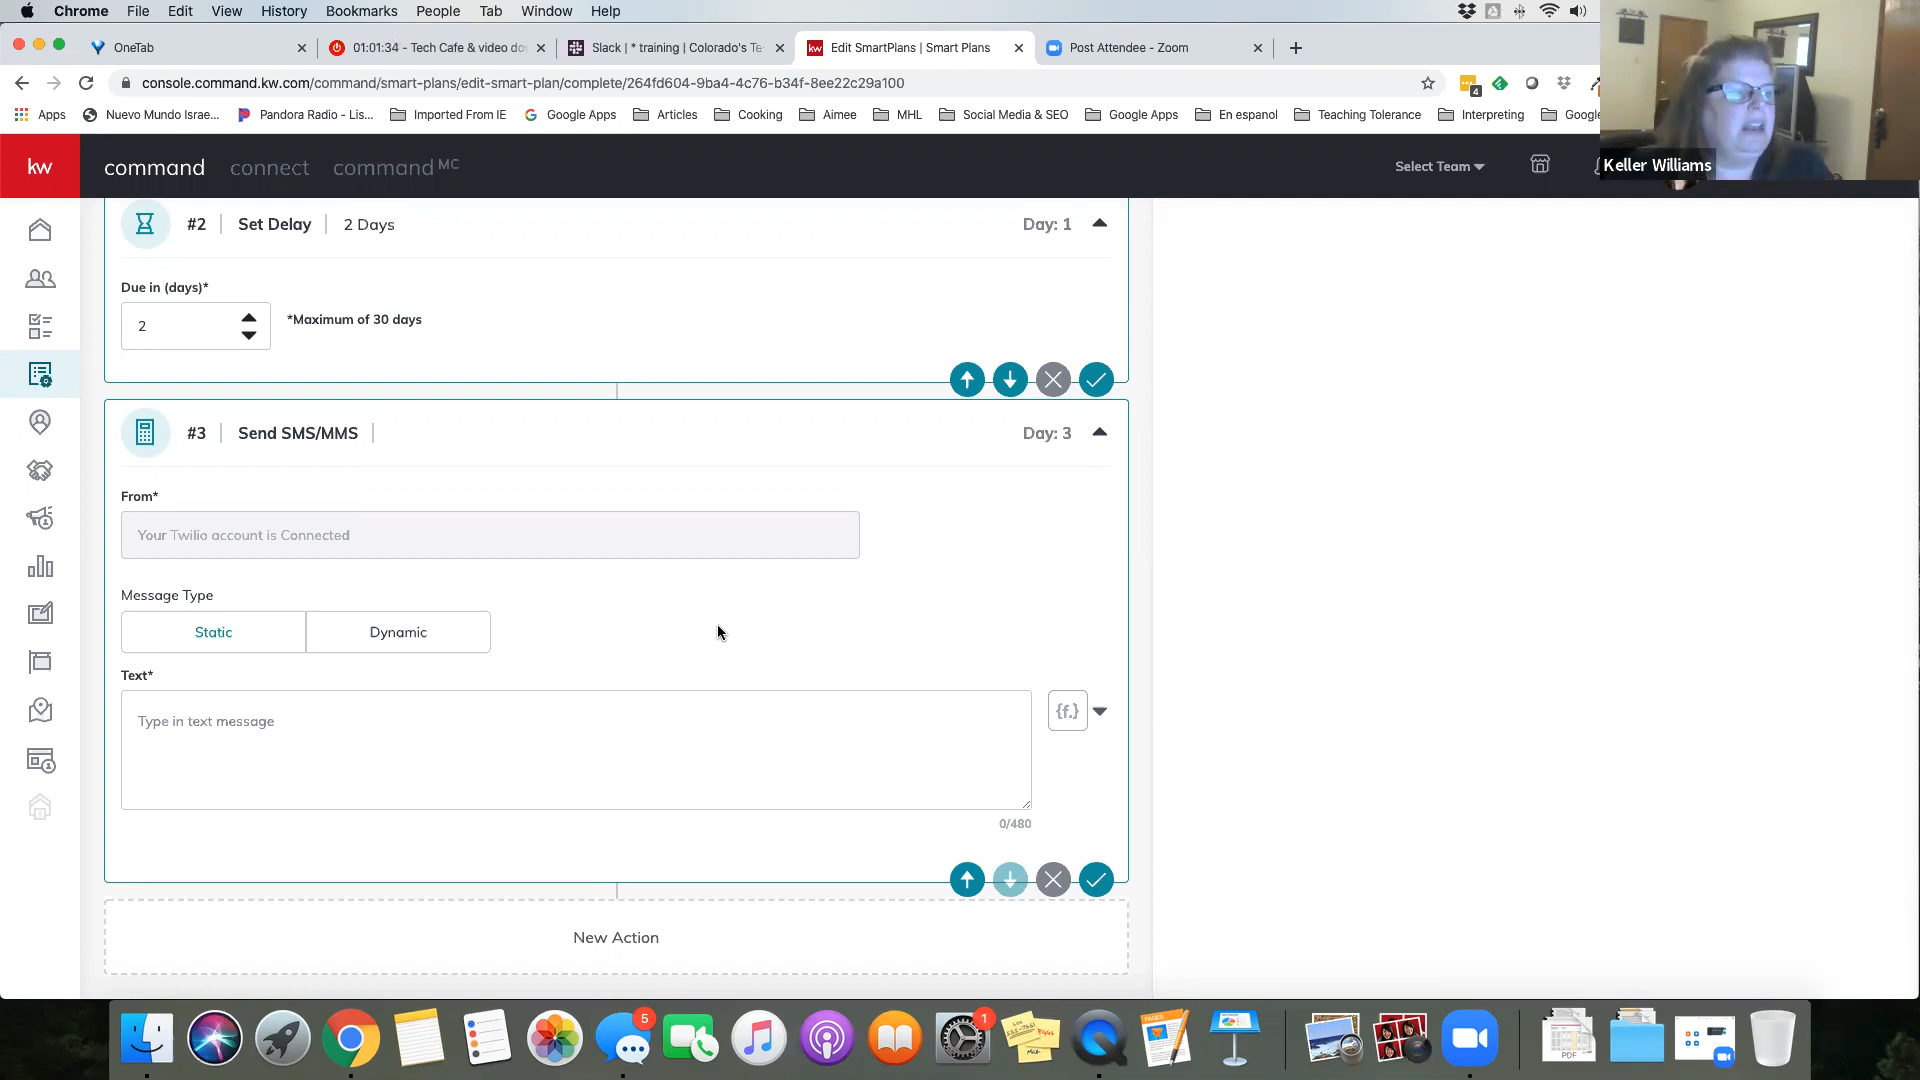 Chrome File Edit View History Bookmarks People Tab Window Help
OneTab
01:01:34 - Tech Cafe & video do
Slack | * training | Colorado's Te
kw Edit SmartPlans | Smart Plans
Post Attendee - Zoom
console.command.kw.com/command/smart-plans/edit-smart-plan/complete/264fd604-9ba4-4c76-b34f-8ee22c29a100
4
Apps Nuevo Mundo Israe... Pandora Radio - Lis... Imported From IE Google Apps Articles Cooking Aimee MHL Social Media & SEO Google Apps En espanol Teaching Tolerance Interpreting Google
kw command connect command MC Select Team
Keller Williams
#2 Set Delay 2 Days Day: 1
Due in (days)*
2 *Maximum of 30 days
#3 Send SMS/MMS Day: 3
From*
Your Twilio account is Connected
Message Type
Static Dynamic
Text*
Type in text message {f.}
0/480
New Action
5
1
PAGES
PDF